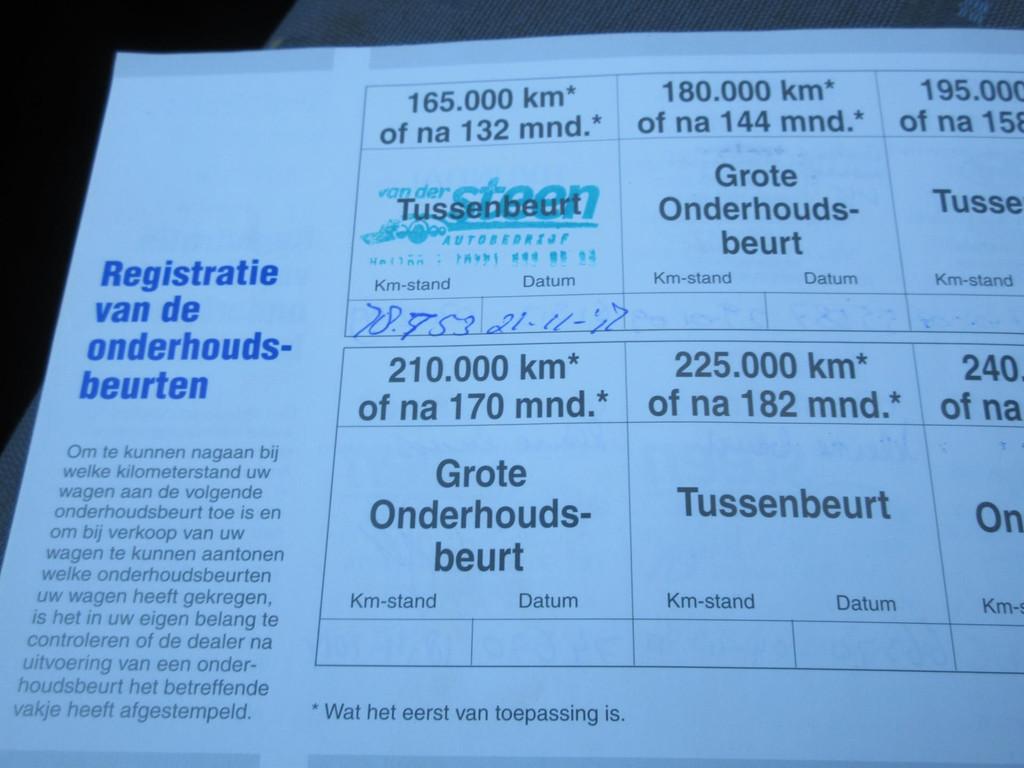 165.000 km*
of na 132 mnd.*
180.000 km*
of na 144 mnd.*
195.000
of na 158
van der steen
Tussenbeurt
AUTOBEDRIJF
Km-stand Datum
21-11-'12
Grote
Onderhouds-
beurt
Km-stand Datum
Tusse
Km-stand
Registratie
van de
onderhouds-
beurten
Om te kunnen nagaan bij
welke kilometerstand uw
wagen aan de volgende
onderhoudsbeurt toe is en
om bij verkoop van uw
wagen te kunnen aantonen
welke onderhoudsbeurten
uw wagen heeft gekregen,
is het in uw eigen belang te
controleren of de dealer na
uitvoering van een onder-
houdsbeurt het betreffende
vakje heeft afgestempeld.
210.000 km*
of na 170 mnd.*
225.000 km*
of na 182 mnd.*
240.
of na
Grote
Onderhouds-
beurt
Km-stand Datum
Tussenbeurt
Km-stand Datum
On
Km-s
* Wat het eerst van toepassing is.